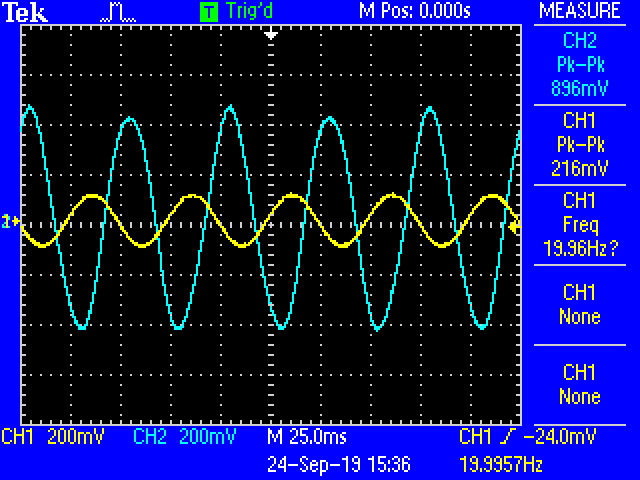 Tek T Trig'd M Pos: 0.000s MEASURE
CH2
Pk-Pk
896mV
CH1
Pk-Pk
216mV
CH1
Freq
19.96Hz?
CH1
None
CH1
None
CH1 200mV CH2 200mV M 25.0ms CH1 -24.0mV
24-Sep-19 15:36 19.9957Hz